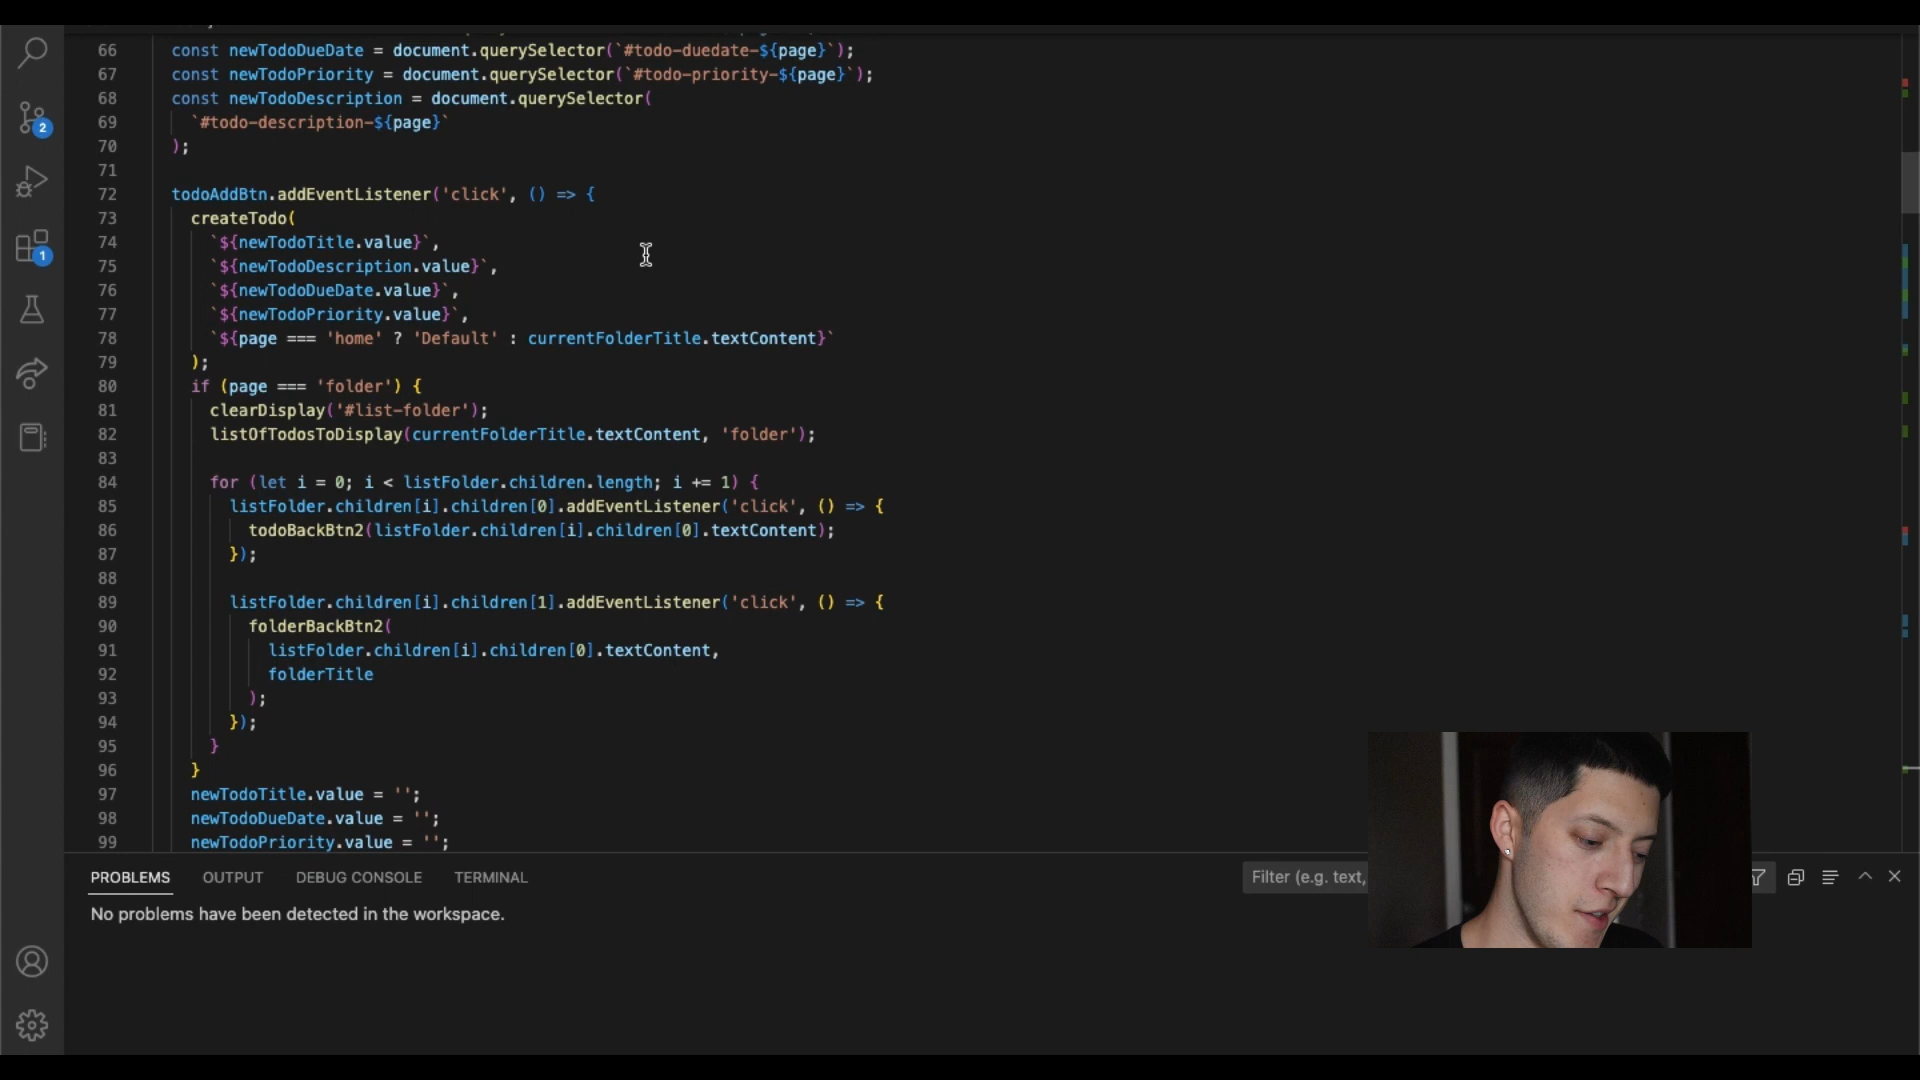 66 const newTodoDueDate = document.querySelector(`#todo-duedate-${page}`);
67 const newTodoPriority = document.querySelector(`#todo-priority-${page}`);
68 const newTodoDescription = document.querySelector(
69 `#todo-description-${page}`
70 );
71
72 todoAddBtn.addEventListener('click', () => {
73 createTodo(
74 `${newTodoTitle.value}`,
75 `${newTodoDescription.value}`,
76 `${newTodoDueDate.value}`,
77 `${newTodoPriority.value}`,
78 `${page === 'home' ? 'Default' : currentFolderTitle.textContent}`
79 );
80 if (page === 'folder') {
81 clearDisplay('#list-folder');
82 listOfTodosToDisplay(currentFolderTitle.textContent, 'folder');
83
84 for (let i = 0; i < listFolder.children.length; i += 1) {
85 listFolder.children[i].children[0].addEventListener('click', () => {
86 todoBackBtn2(listFolder.children[i].children[0].textContent);
87 });
88
89 listFolder.children[i].children[1].addEventListener('click', () => {
90 folderBackBtn2(
91 listFolder.children[i].children[0].textContent,
92 folderTitle
93 );
94 });
95 }
96 }
97 newTodoTitle.value = '';
98 newTodoDueDate.value = '';
99 newTodoPriority.value = '';
2
1
PROBLEMS OUTPUT DEBUG CONSOLE TERMINAL Filter (e.g. text,
No problems have been detected in the workspace.